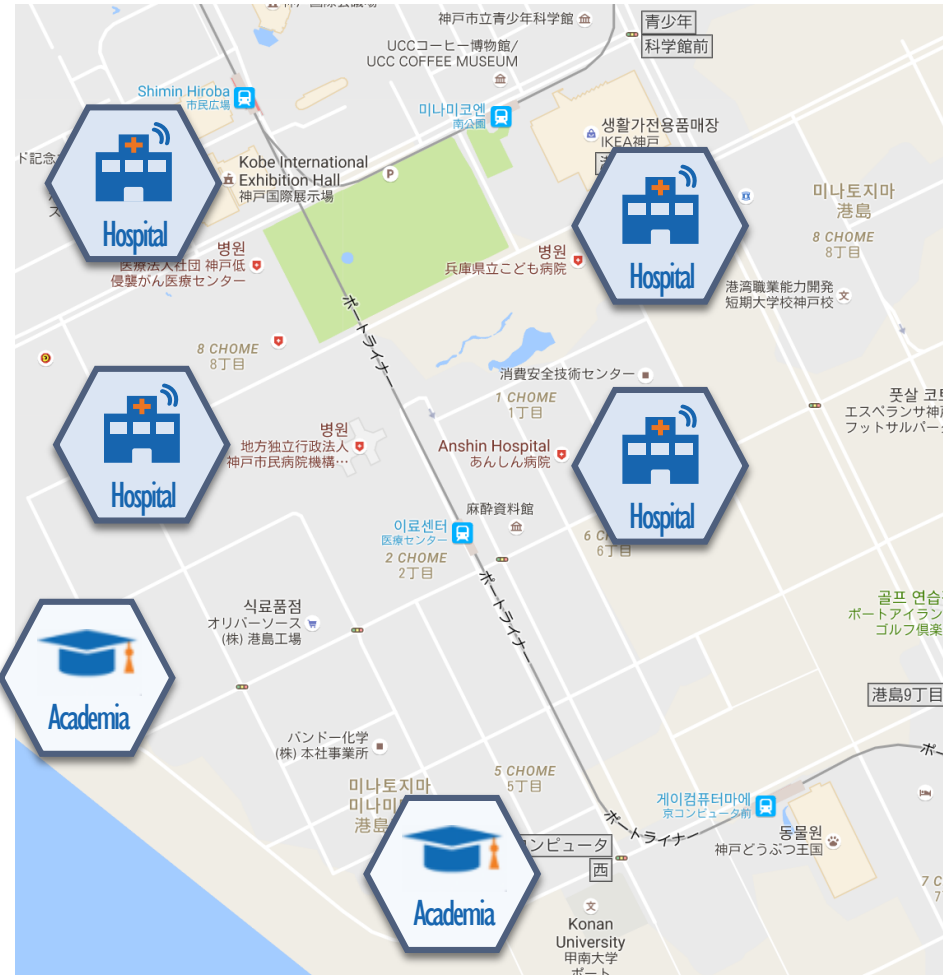 神戸市立青少年科学館
青少年
科学館前
UCCコーヒー博物館/
UCC COFFEE MUSEUM
Shimin Hiroba
市民広場
미나미코엔
南公園
생활가전용품매장
IKEA神戸
Kobe International
Exhibition Hall
神戸国際展示場
P
Hospital
Hospital
미나토지마
港島
8 CHOME
8丁目
병원
医療法人社団 神戸低
侵襲がん医療センター
병원
兵庫県立こども病院
港湾職業能力開発
短期大学校神戸校
ポートライナー
8 CHOME
8丁目
消費安全技術センター
1 CHOME
1丁目
풋살 코트
エスペランサ神戸
フットサルパーク
병원
地方独立行政法人
神戸市民病院機構…
Anshin Hospital
あんしん病院
Hospital
Hospital
麻酔資料館
이료센터
医療センター
2 CHOME
2丁目
6丁目
ポートライナー
식료품점
オリバーソース
(株) 港島工場
골프 연습
ポートアイラン
ゴルフ倶楽
Academia
港島9丁目
バンドー化学
(株) 本社事業所
5 CHOME
5丁目
미나토지마
港島
게이컴퓨터마에
京コンピュータ前
ポートライナー
동물원
神戸どうぶつ王国
コンピュータ
西
Academia
Konan
University
甲南大学
ポート